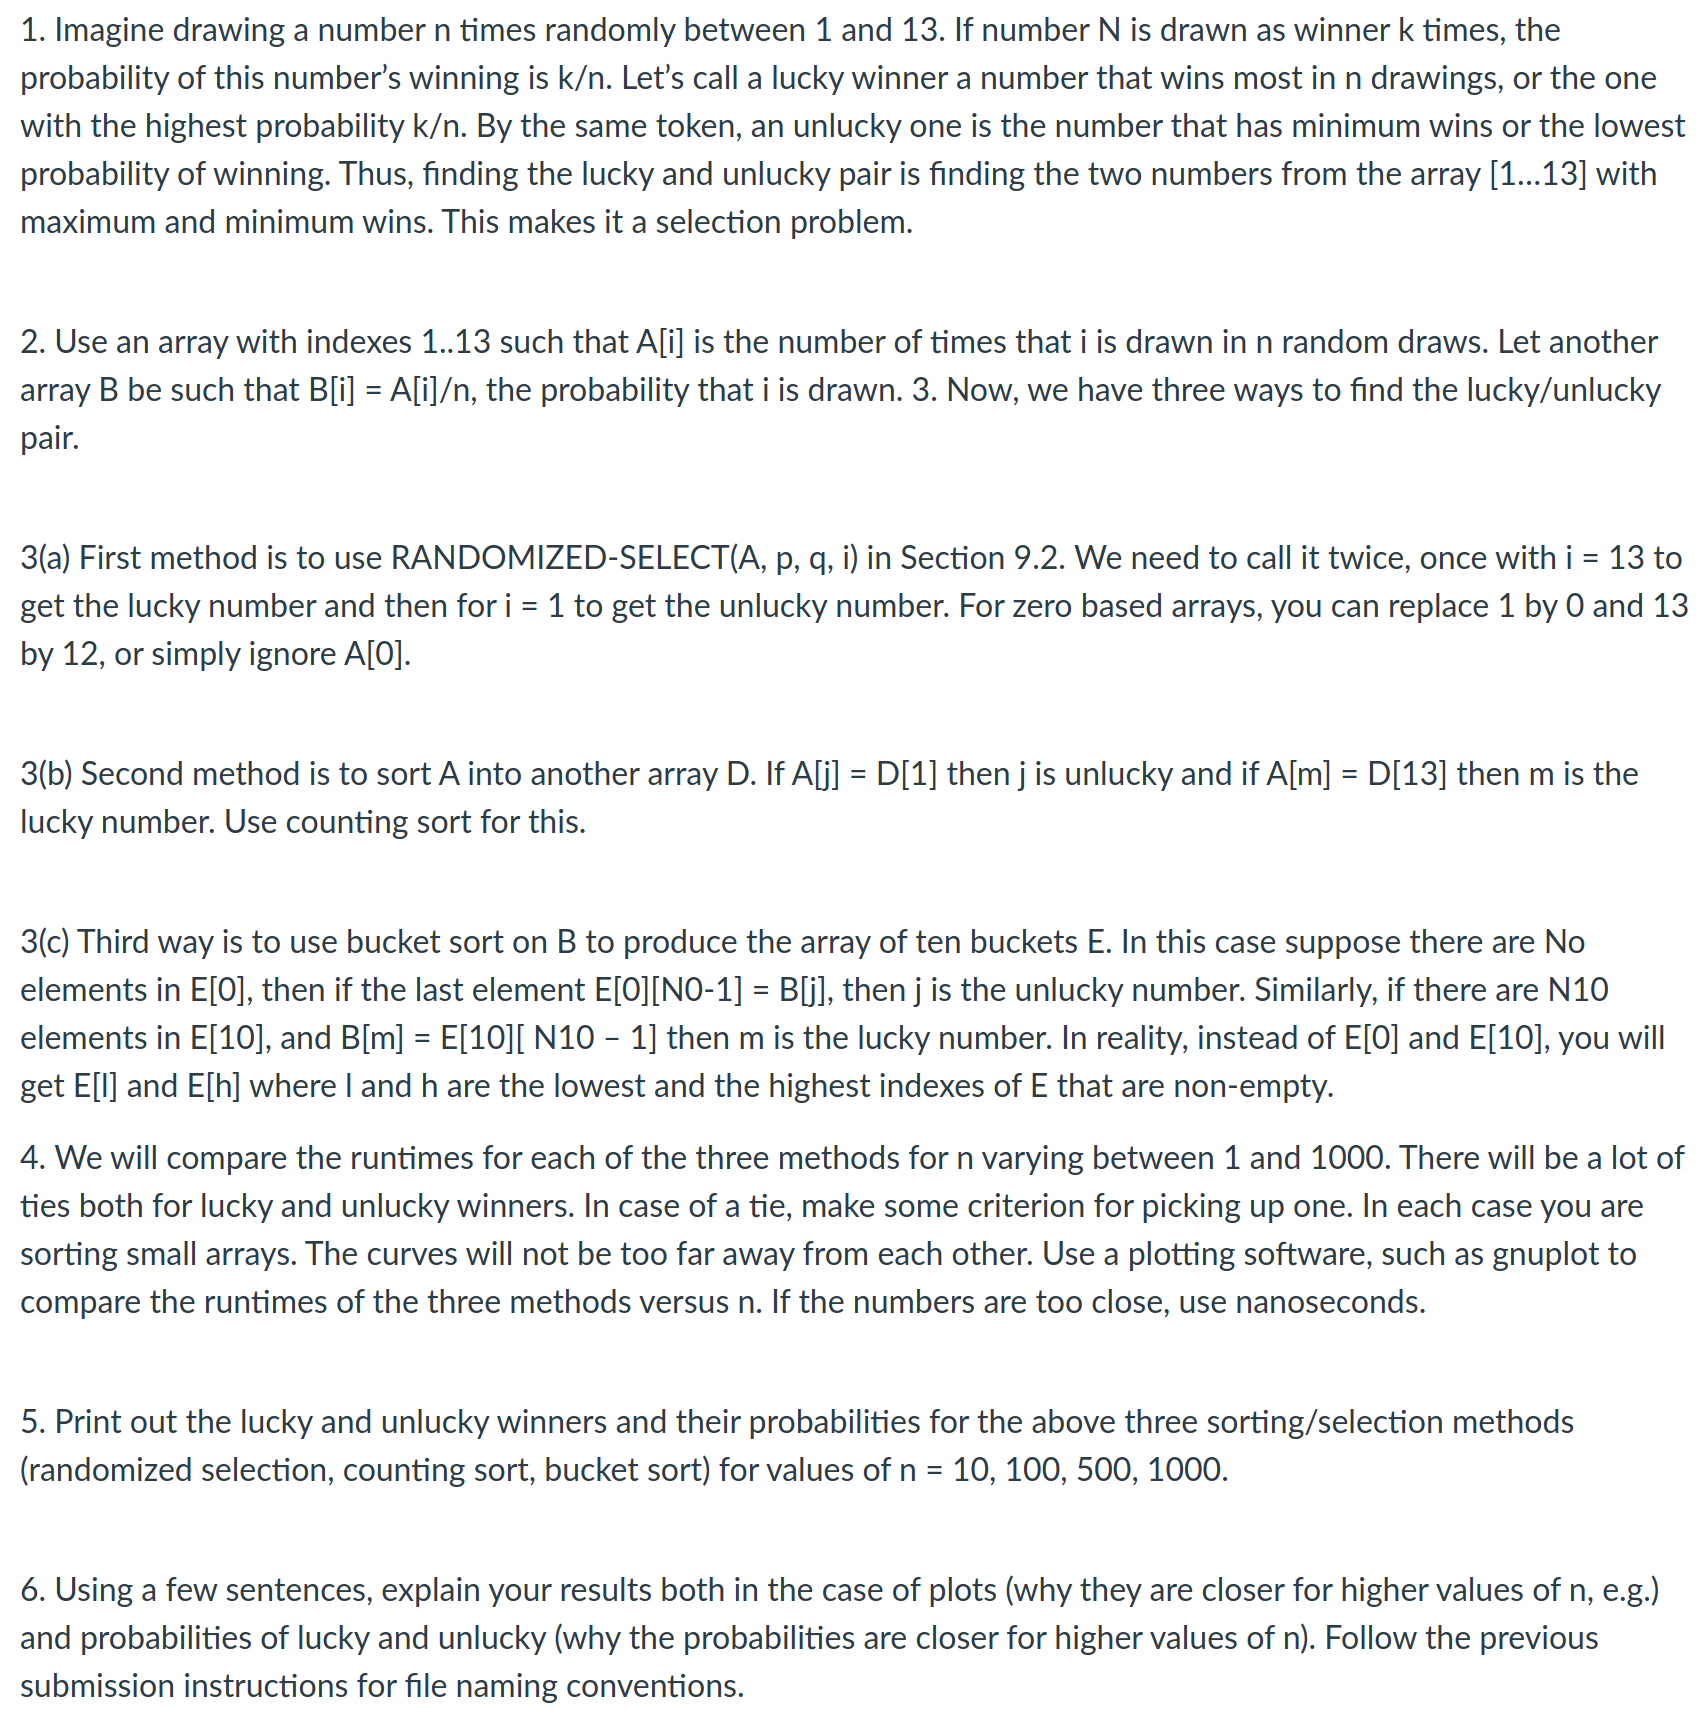 1. Imagine drawing a number n times randomly between 1 and 13. If number N is drawn as winner k times, the
probability of this number’s winning is k/n. Let’s call a lucky winner a number that wins most in n drawings, or the one
with the highest probability k/n. By the same token, an unlucky one is the number that has minimum wins or the lowest
probability of winning. Thus, finding the lucky and unlucky pair is finding the two numbers from the array [1...13] with
maximum and minimum wins. This makes it a selection problem.
2. Use an array with indexes 1..13 such that A[i] is the number of times that i is drawn in n random draws. Let another
array B be such that B[i] = A[i]/n, the probability that i is drawn. 3. Now, we have three ways to find the lucky/unlucky
pair.
3(a) First method is to use RANDOMIZED-SELECT(A, p, q, i) in Section 9.2. We need to call it twice, once with i = 13 to
get the lucky number and then for i = 1 to get the unlucky number. For zero based arrays, you can replace 1 by 0 and 13
by 12, or simply ignore A[0].
3(b) Second method is to sort A into another array D. If A[j] = D[1] then j is unlucky and if A[m] = D[13] then m is the
lucky number. Use counting sort for this.
3(c) Third way is to use bucket sort on B to produce the array of ten buckets E. In this case suppose there are No
elements in E[0], then if the last element E[0][N0-1] = B[j], then j is the unlucky number. Similarly, if there are N10
elements in E[10], and B[m] = E[10][ N10 – 1] then m is the lucky number. In reality, instead of E[0] and E[10], you will
get E[l] and E[h] where l and h are the lowest and the highest indexes of E that are non-empty.
4. We will compare the runtimes for each of the three methods for n varying between 1 and 1000. There will be a lot of
ties both for lucky and unlucky winners. In case of a tie, make some criterion for picking up one. In each case you are
sorting small arrays. The curves will not be too far away from each other. Use a plotting software, such as gnuplot to
compare the runtimes of the three methods versus n. If the numbers are too close, use nanoseconds.
5. Print out the lucky and unlucky winners and their probabilities for the above three sorting/selection methods
(randomized selection, counting sort, bucket sort) for values of n = 10, 100, 500, 1000.
6. Using a few sentences, explain your results both in the case of plots (why they are closer for higher values of n, e.g.)
and probabilities of lucky and unlucky (why the probabilities are closer for higher values of n). Follow the previous
submission instructions for file naming conventions.